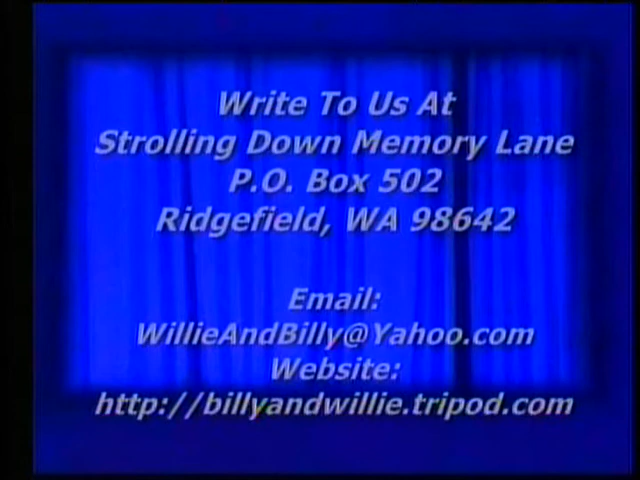 Write To Us At
Strolling Down Memory Lane
P.O. Box 502
Ridgefield, WA 98642
Email:
WillieAndBilly@Yahoo.com
Website:
http://billyandwillie.tripod.com